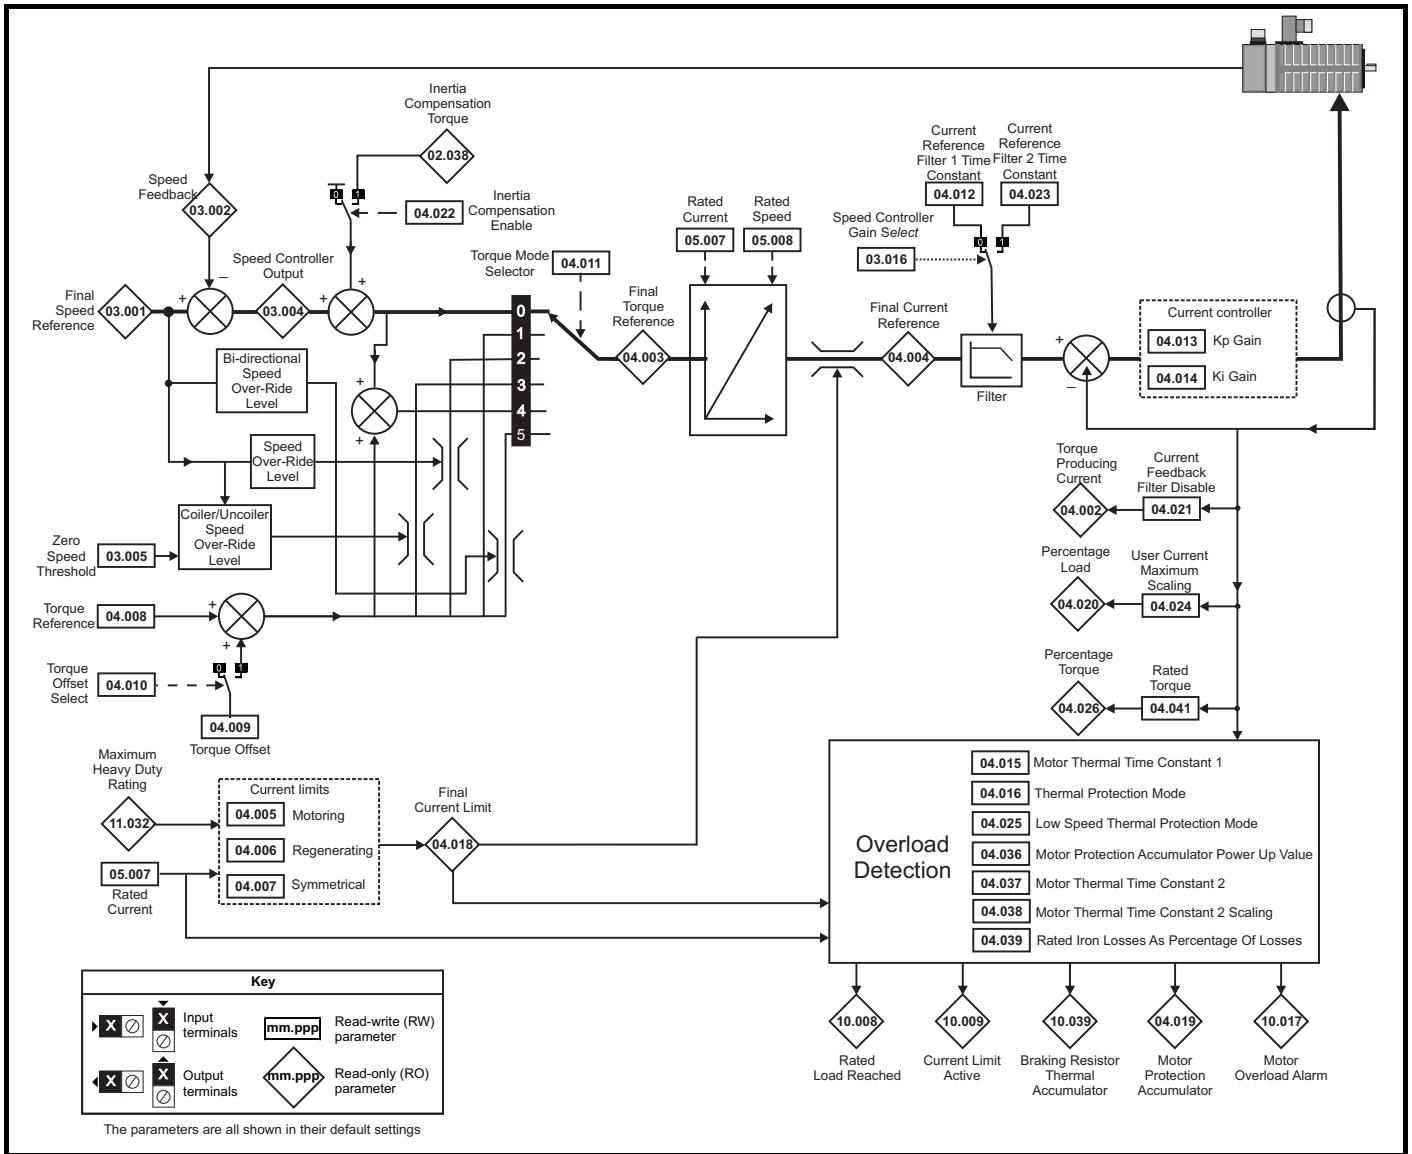 Inertia
Compensation
Torque
02.038
0 1
04.022
Inertia
Compensation
Enable
Speed
Feedback
03.002
–
Speed Controller
Output
Final
Speed
Reference
03.001
+
03.004
+
+
Torque Mode
Selector
04.011
Final
Torque
Reference
04.003
0
1
2
3
4
5
Rated
Current
05.007
Rated
Speed
05.008
Current
Reference
Filter 1 Time
Constant
04.012
Current
Reference
Filter 2 Time
Constant
04.023
Speed Controller
Gain Select
03.016
0 1
Final Current
Reference
04.004
Filter
+
–
Current controller
04.013 Kp Gain
04.014 Ki Gain
Bi-directional
Speed
Over-Ride
Level
+
+
Speed
Over-Ride
Level
Coiler/Uncoiler
Speed
Over-Ride
Level
Zero
Speed
Threshold
03.005
Torque
Reference
04.008
+
+
0 1
Torque
Offset
Select
04.010
04.009
Torque Offset
Torque
Producing
Current
04.002
Current
Feedback
Filter Disable
04.021
Percentage
Load
04.020
User Current
Maximum
Scaling
04.024
Percentage
Torque
04.026
Rated
Torque
04.041
Maximum
Heavy Duty
Rating
11.032
05.007
Rated
Current
Current limits
04.005 Motoring
04.006 Regenerating
04.007 Symmetrical
Final
Current Limit
04.018
Overload
Detection
04.015 Motor Thermal Time Constant 1
04.016 Thermal Protection Mode
04.025 Low Speed Thermal Protection Mode
04.036 Motor Protection Accumulator Power Up Value
04.037 Motor Thermal Time Constant 2
04.038 Motor Thermal Time Constant 2 Scaling
04.039 Rated Iron Losses As Percentage Of Losses
10.008
Rated
Load Reached
10.009
Current Limit
Active
10.039
Braking Resistor
Thermal
Accumulator
04.019
Motor
Protection
Accumulator
10.017
Motor
Overload Alarm
Key
X
X
Input
terminals
mm.ppp
Read-write (RW)
parameter
X
X
Output
terminals
mm.ppp
Read-only (RO)
parameter
The parameters are all shown in their default settings